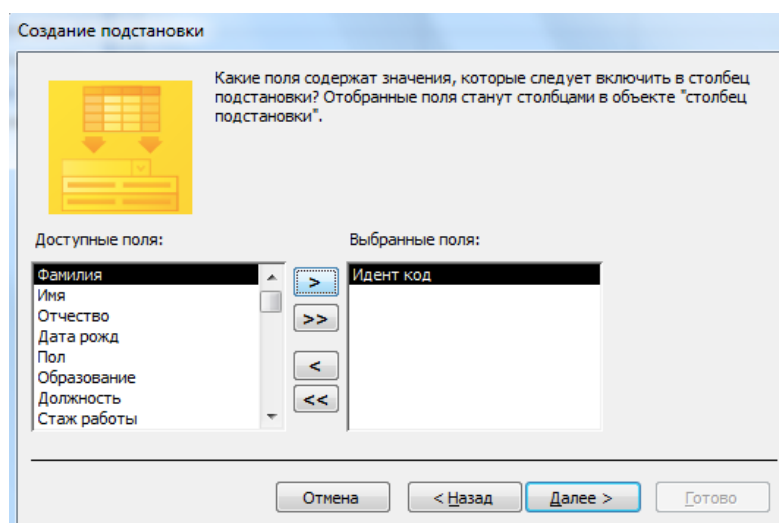 Создание подстановки
Какие поля содержат значения, которые следует включить в столбец
подстановки? Отобранные поля станут столбцами в объекте "столбец
подстановки".
Доступные поля:
Выбранные поля:
Фамилия
Имя
Отчество
Дата рожд
Пол
Образование
Должность
Стаж работы
>
>>
<
<<
Идент код
Отмена
< Назад
Далее >
Готово